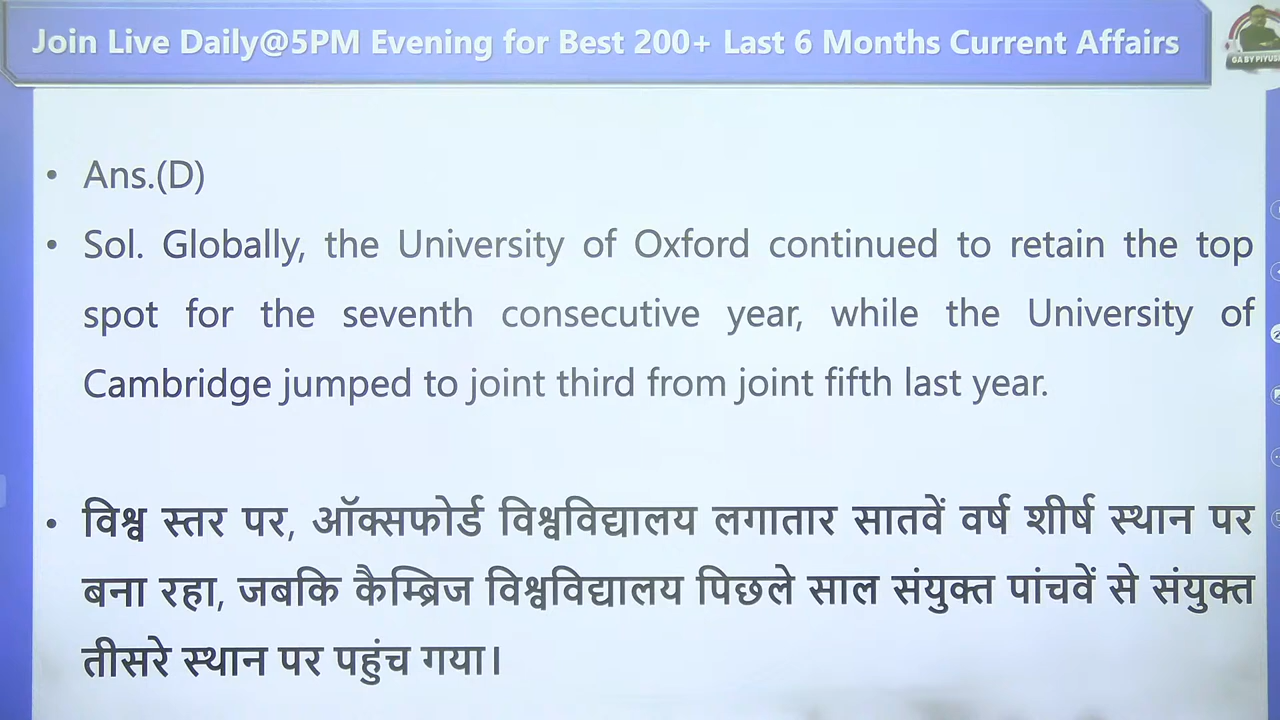 Join Live Daily@5PM Evening for Best 200+ Last 6 Months Current Affairs
GA BY PIYUSH
• Ans.(D)
• Sol. Globally, the University of Oxford continued to retain the top
spot for the seventh consecutive year, while the University of
Cambridge jumped to joint third from joint fifth last year.
• विश्व स्तर पर, ऑक्सफोर्ड विश्वविद्यालय लगातार सातवें वर्ष शीर्ष स्थान पर
बना रहा, जबकि कैम्ब्रिज विश्वविद्यालय पिछले साल संयुक्त पांचवें से संयुक्त
तीसरे स्थान पर पहुंच गया।